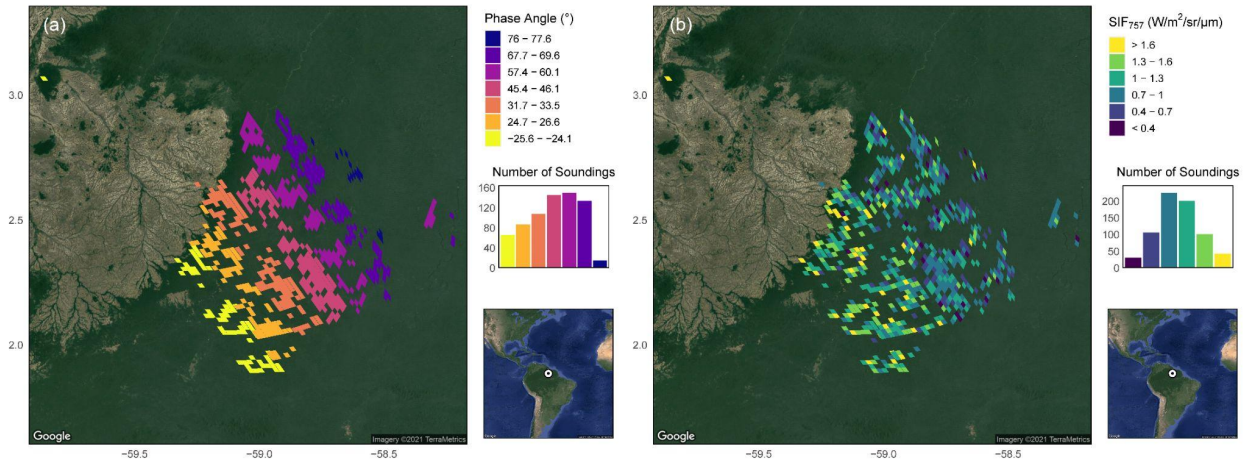 (a)
3.0
2.5
2.0
−59.5
−59.0
−58.5
Google
Imagery ©2021 TerraMetrics
Phase Angle (°)
76 − 77.6
67.7 − 69.6
57.4 − 60.1
45.4 − 46.1
31.7 − 33.5
24.7 − 26.6
−25.6 − −24.1
Number of Soundings
160
120
80
40
0
(b)
3.0
2.5
2.0
−59.5
−59.0
−58.5
Google
Imagery ©2021 TerraMetrics
SIF757 (W/m²/sr/μm)
> 1.6
1.3 − 1.6
1 − 1.3
0.7 − 1
0.4 − 0.7
< 0.4
Number of Soundings
200
150
100
50
0